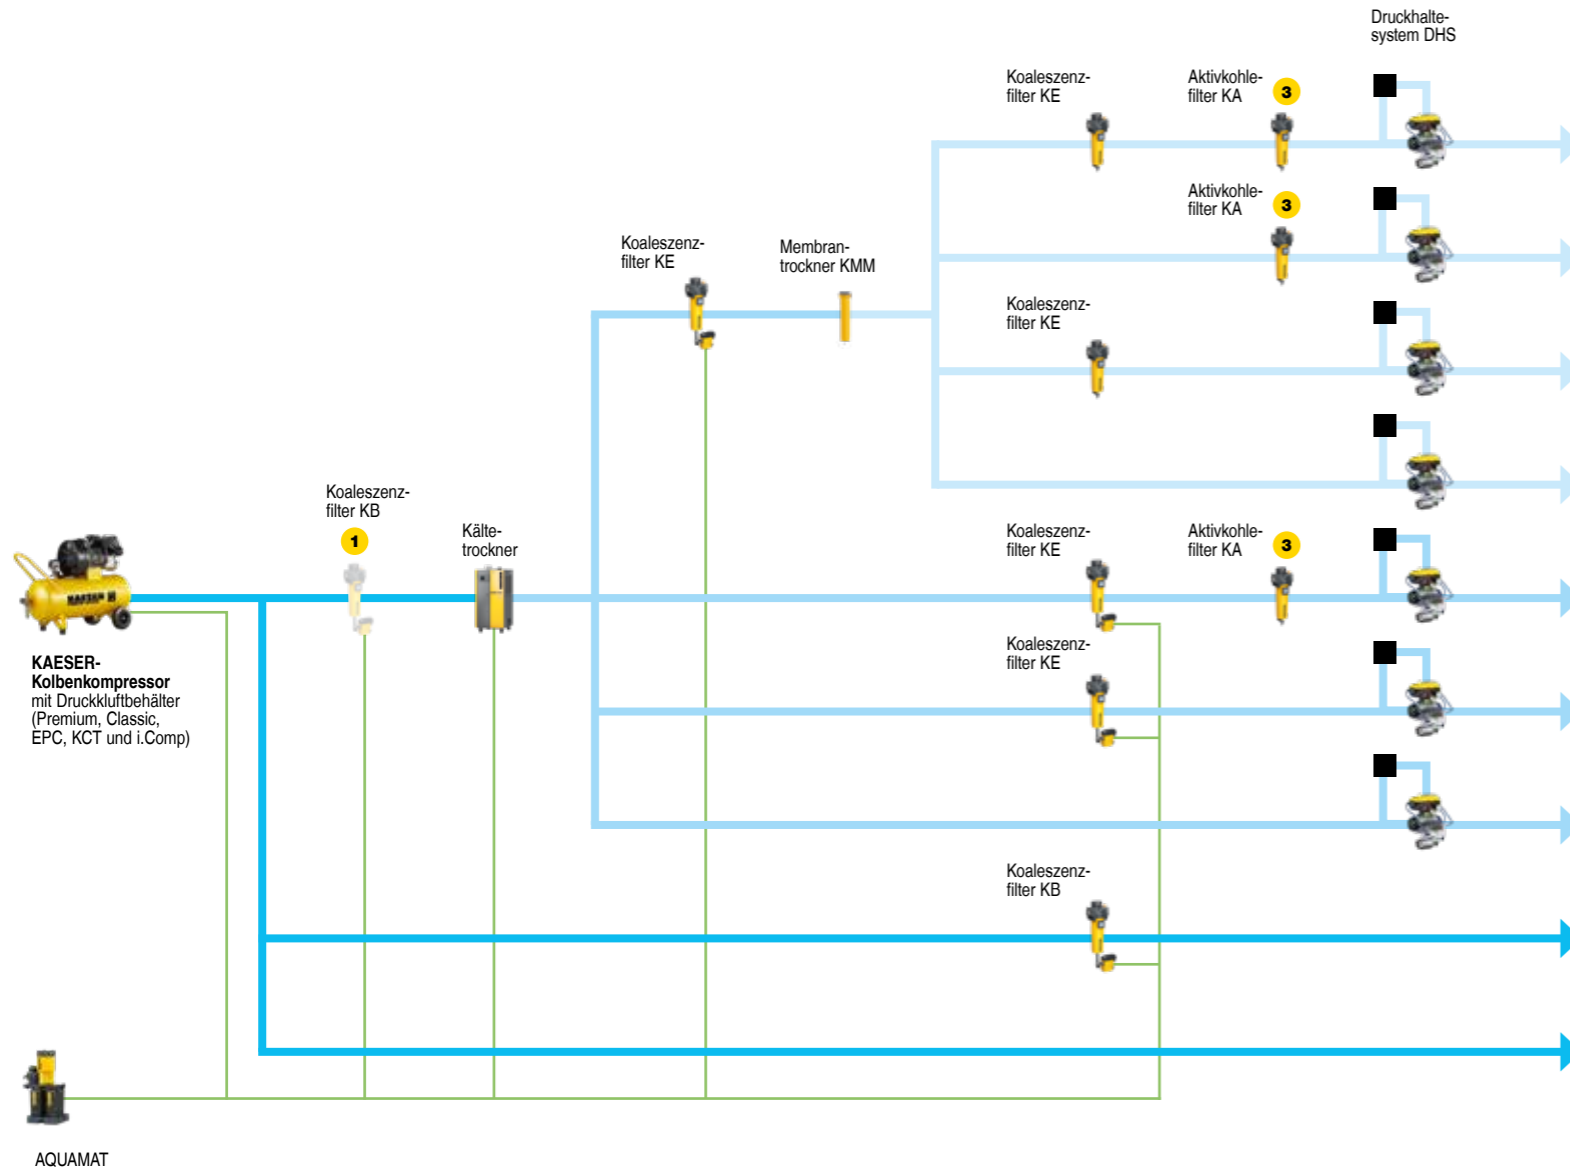 Druckhalte-
system DHS
Koaleszenz-
filter KE
Aktivkohle-
filter KA
3
Aktivkohle-
filter KA
3
Koaleszenz-
filter KE
Membran-
trockner KMM
Koaleszenz-
filter KE
Koaleszenz-
filter KB
1
Kälte-
trockner
Koaleszenz-
filter KE
Aktivkohle-
filter KA
3
KAESER
KAESER-
Kolbenkompressor
mit Druckkluftbehälter
(Premium, Classic,
EPC, KCT und i.Comp)
Koaleszenz-
filter KE
Koaleszenz-
filter KB
AQUAMAT